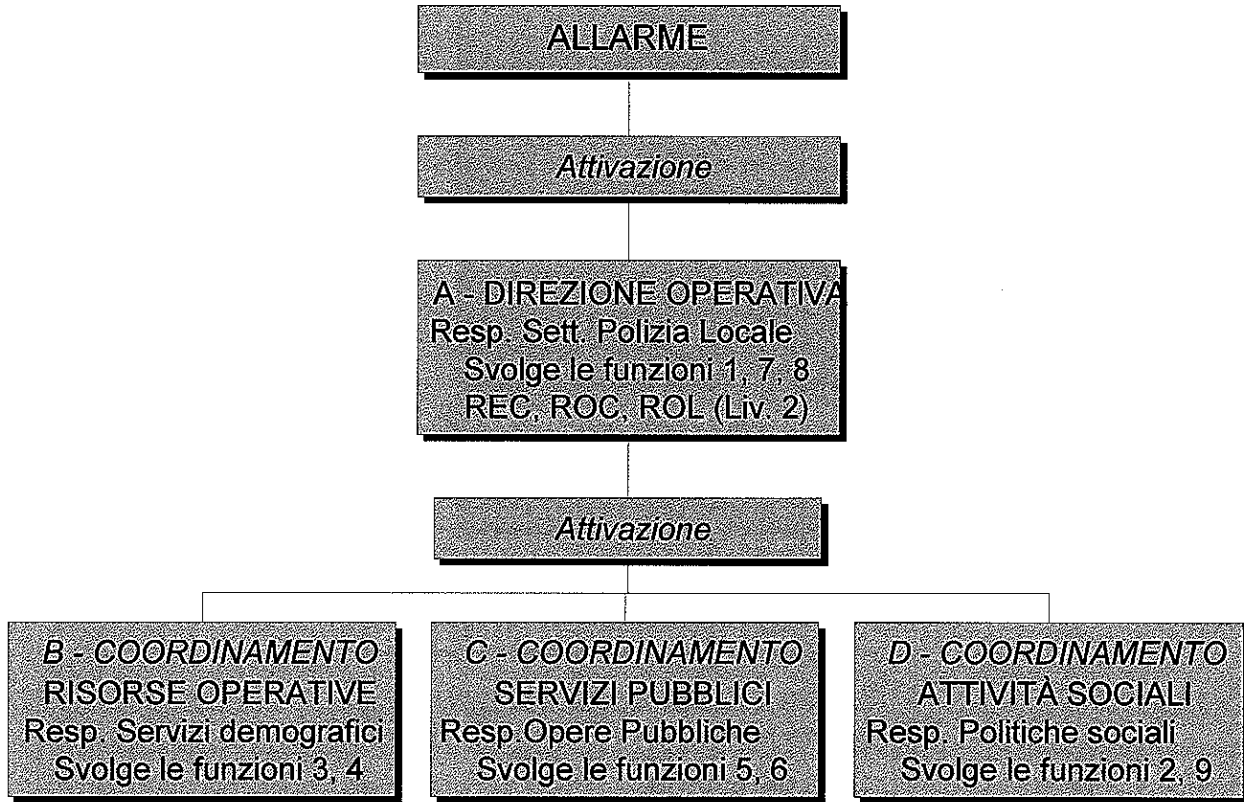 ALLARME
Attivazione
A - DIREZIONE OPERATIVA
Resp. Sett. Polizia Locale
Svolge le funzioni 1, 7, 8
REC, ROC, ROL (Liv. 2)
Attivazione
B - COORDINAMENTO
RISORSE OPERATIVE
Resp. Servizi demografici
Svolge le funzioni 3, 4
C - COORDINAMENTO
SERVIZI PUBBLICI
Resp Opere Pubbliche
Svolge le funzioni 5, 6
D - COORDINAMENTO
ATTIVITÀ SOCIALI
Resp. Politiche sociali
Svolge le funzioni 2, 9